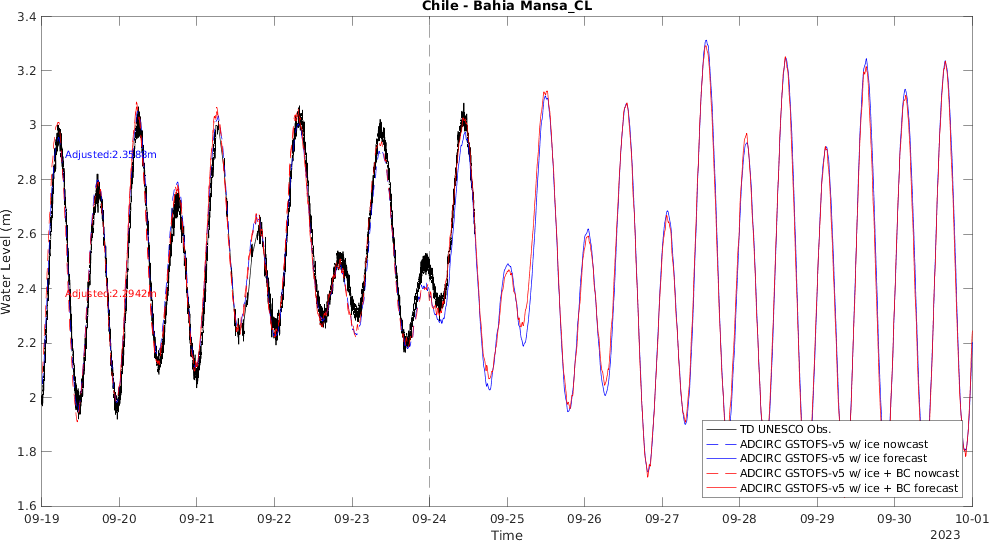 Chile - Bahia Mansa_CL
3.4
3.2
3
2.8
2.6
2.4
2.2
2
1.8
1.6
Water Level (m)
Adjusted:2.3588m
Adjusted:2.2942m
TD UNESCO Obs.
ADCIRC GSTOFS-v5 w/ ice nowcast
ADCIRC GSTOFS-v5 w/ ice forecast
ADCIRC GSTOFS-v5 w/ ice + BC nowcast
ADCIRC GSTOFS-v5 w/ ice + BC forecast
09-19 09-20 09-21 09-22 09-23 09-24 09-25 09-26 09-27 09-28 09-29 09-30 10-01
Time
2023